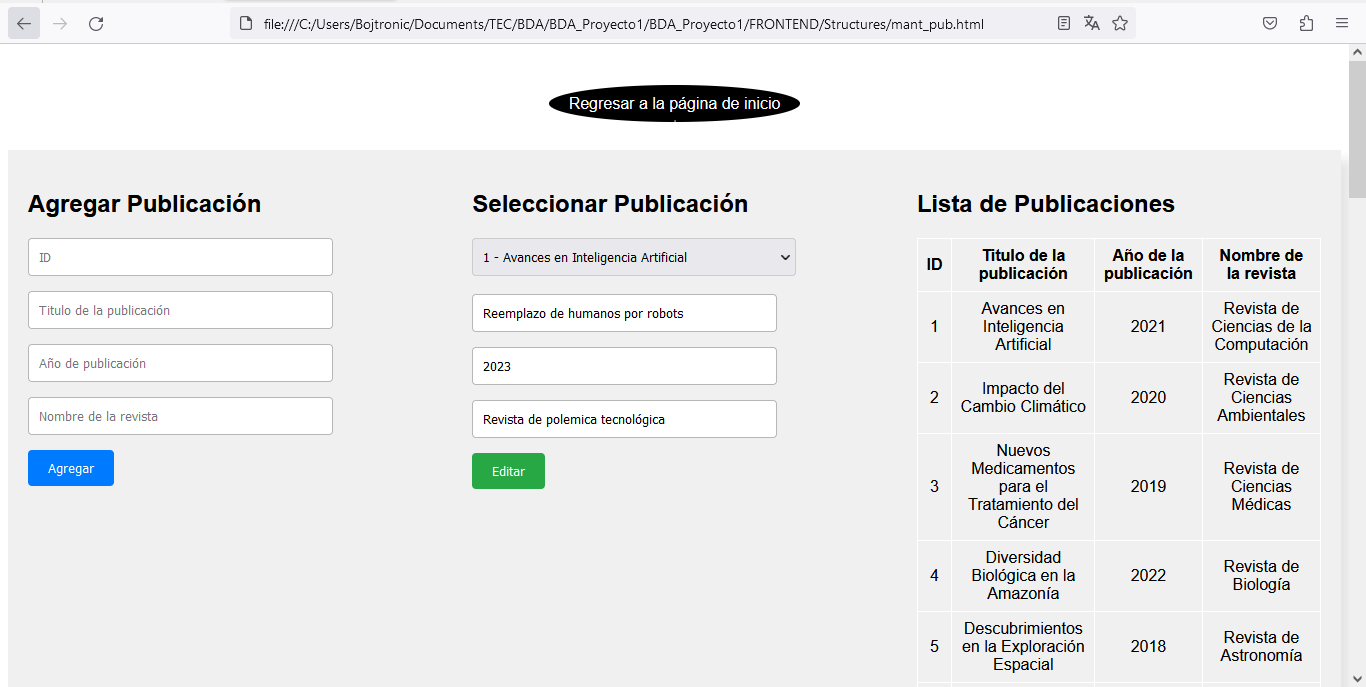 file:///C:/Users/Bojtronic/Documents/TEC/BDA/BDA_Proyecto1/BDA_Proyecto1/FRONTEND/Structures/mant_pub.html
Regresar a la página de inicio
Agregar Publicación
ID
Titulo de la publicación
Año de publicación
Nombre de la revista
Agregar
Seleccionar Publicación
1 - Avances en Inteligencia Artificial
Reemplazo de humanos por robots
2023
Revista de polemica tecnológica
Editar
Lista de Publicaciones
ID
Titulo de la
publicación
Año de la
publicación
Nombre de
la revista
1
Avances en
Inteligencia
Artificial
2021
Revista de
Ciencias de la
Computación
2
Impacto del
Cambio Climático
2020
Revista de
Ciencias
Ambientales
3
Nuevos
Medicamentos
para el
Tratamiento del
Cáncer
2019
Revista de
Ciencias
Médicas
4
Diversidad
Biológica en la
Amazonía
2022
Revista de
Biología
5
Descubrimientos
en la Exploración
Espacial
2018
Revista de
Astronomía